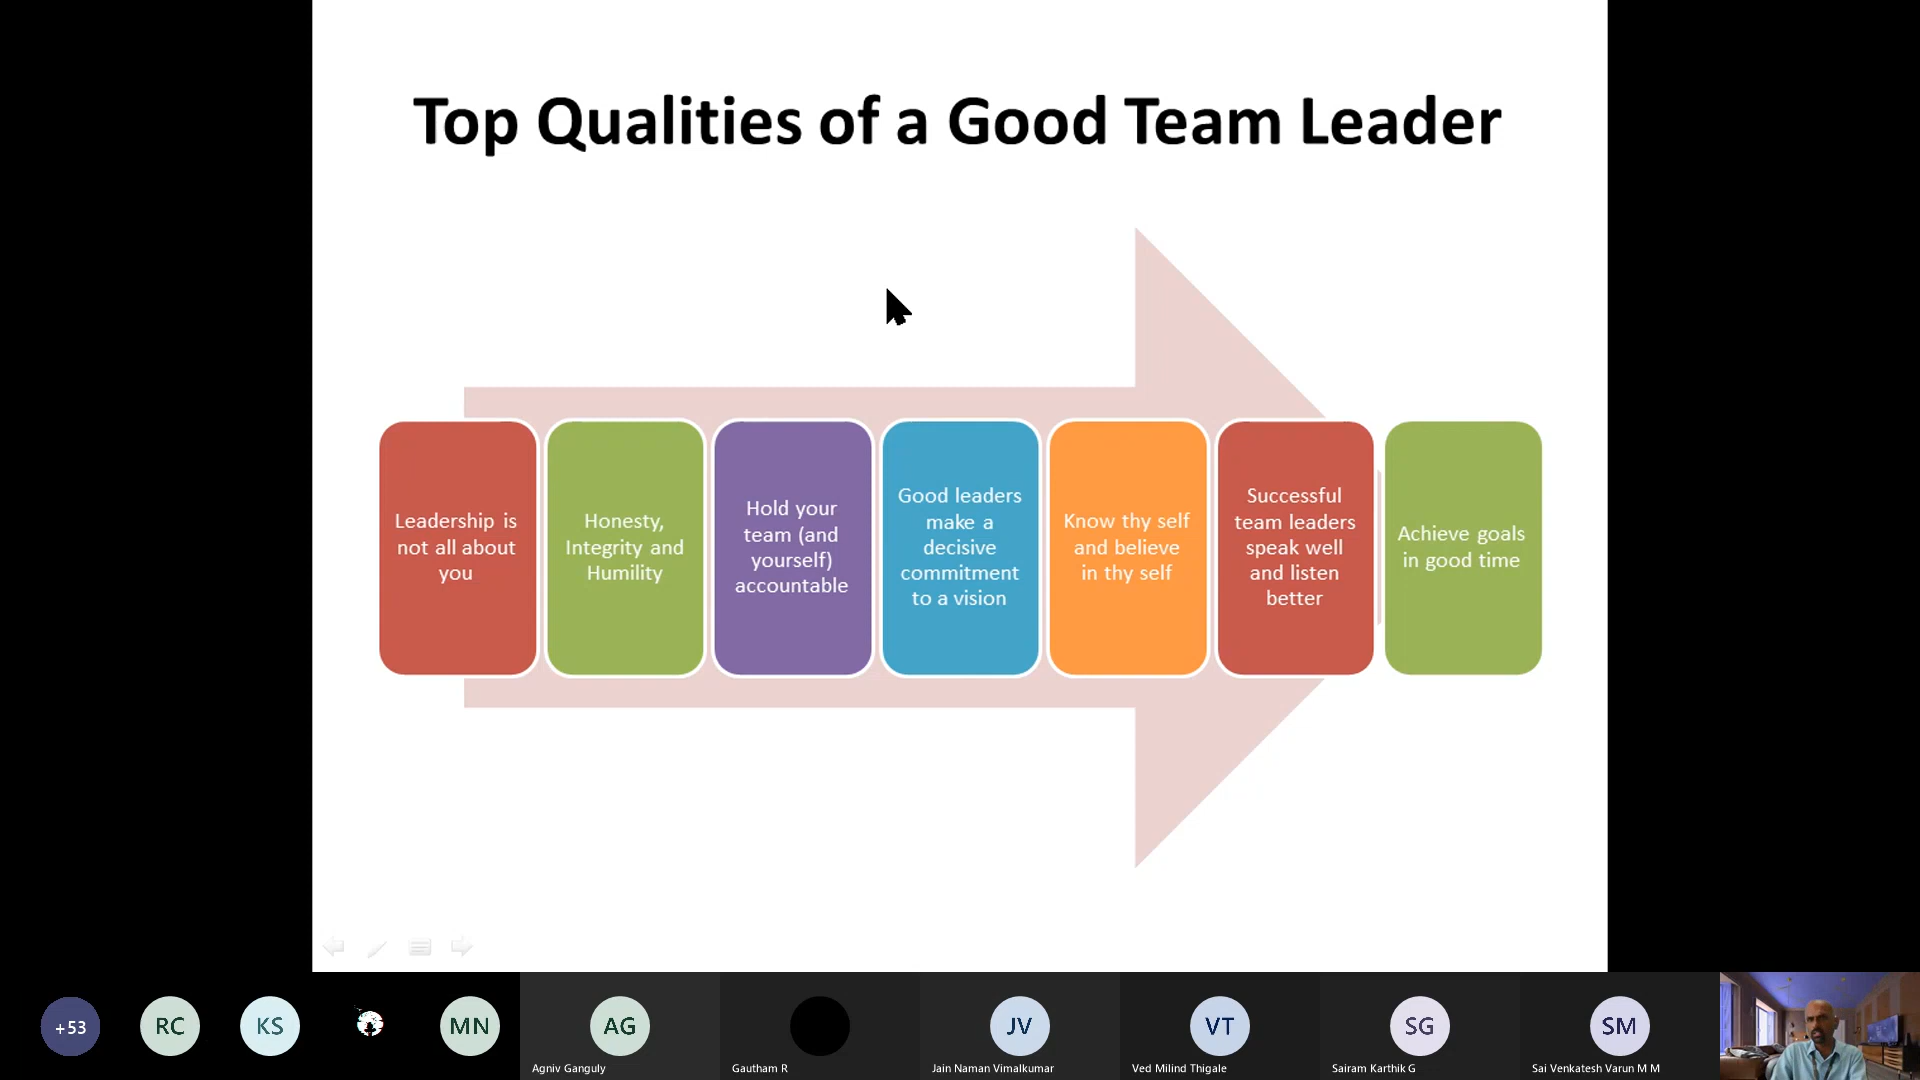 Top Qualities of a Good Team Leader
Leadership is
not all about
you
Honesty,
Integrity and
Humility
Hold your
team (and
yourself)
accountable
Good leaders
make a
decisive
commitment
to a vision
Know thy self
and believe
in thy self
Successful
team leaders
speak well
and listen
better
Achieve goals
in good time
+53
RC
KS
MN
AG
Agniv Ganguly
Gautham R
JV
Jain Naman Vimalkumar
VT
Ved Milind Thigale
SG
Sairam Karthik G
SM
Sai Venkatesh Varun M M